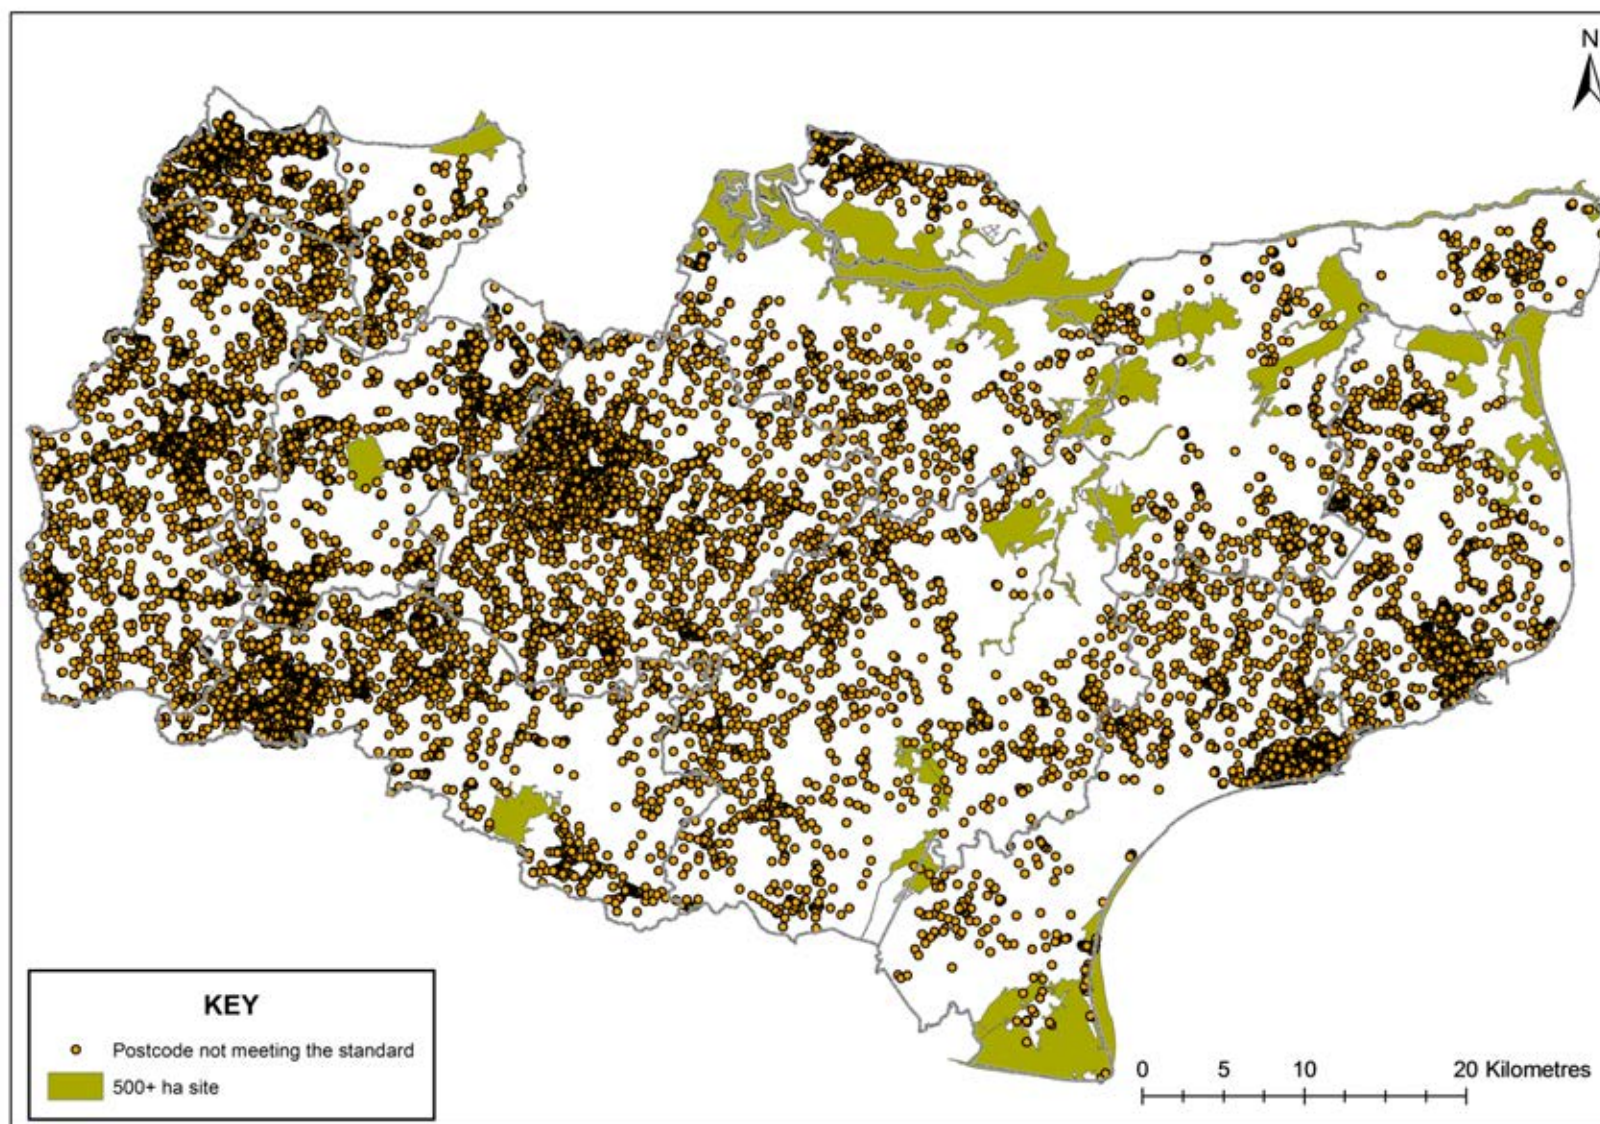 N
KEY
Postcode not meeting the standard
500+ ha site
0 5 10 20 Kilometres